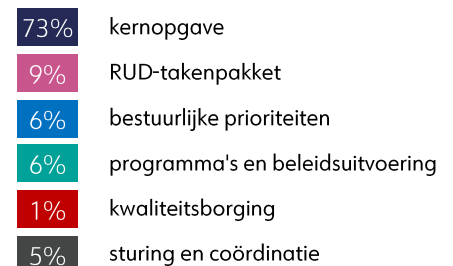 73% kernopgave
9% RUD-takenpakket
6% bestuurlijke prioriteiten
6% programma's en beleidsuitvoering
1% kwaliteitsborging
5% sturing en coördinatie